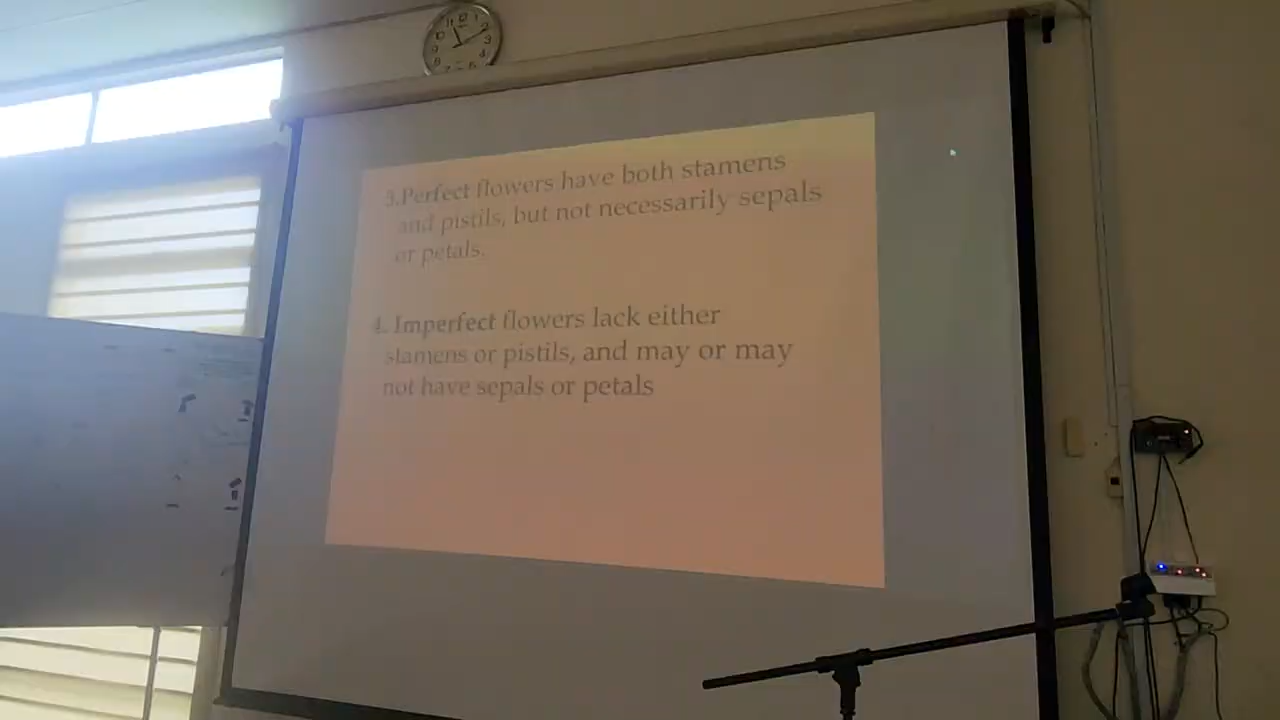 3.Perfect flowers have both stamens
and pistils, but not necessarily sepals
or petals.
4. Imperfect flowers lack either
stamens or pistils, and may or may
not have sepals or petals